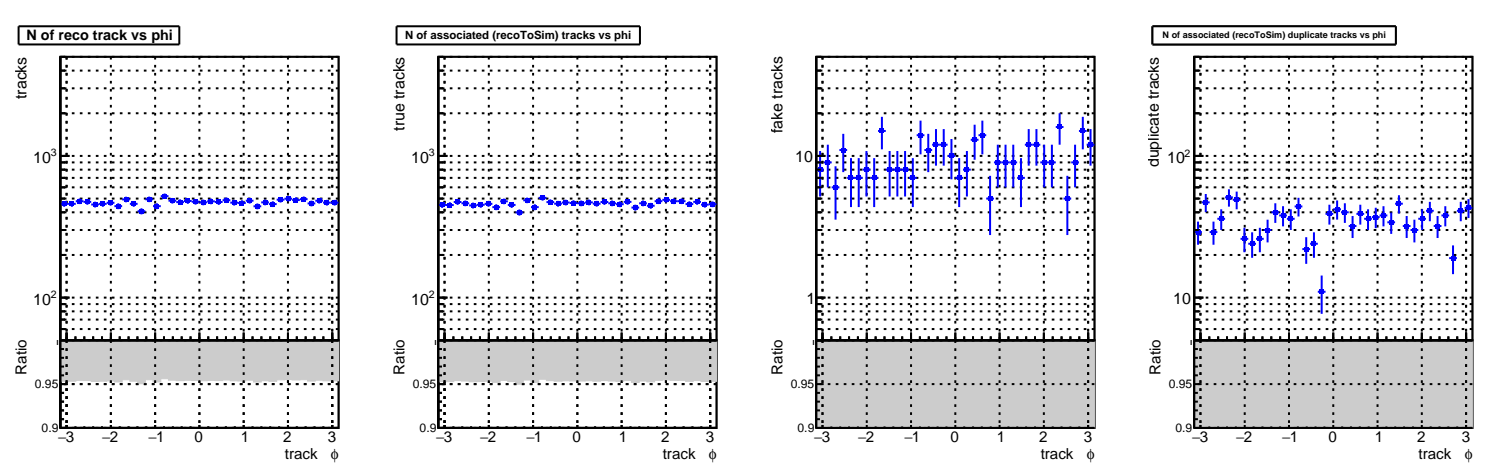 N of reco track vs phi
tracks
10³
10²
Ratio
0.95
0.9
−3 −2 −1 0 1 2 3
track ϕ
N of associated (recoToSim) tracks vs phi
true tracks
10³
10²
Ratio
0.95
0.9
−3 −2 −1 0 1 2 3
track ϕ
fake tracks
10
1
Ratio
0.95
0.9
−3 −2 −1 0 1 2 3
track ϕ
N of associated (recoToSim) duplicate tracks vs phi
duplicate tracks
10²
10
Ratio
0.95
0.9
−3 −2 −1 0 1 2 3
track ϕ